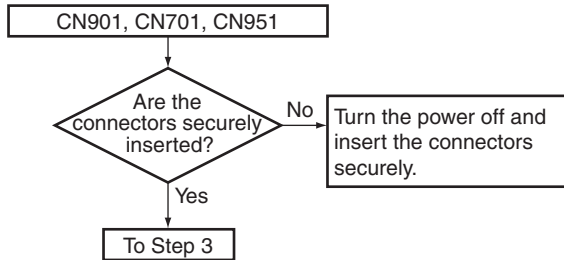 CN901, CN701, CN951
Are the
connectors securely
inserted?
No
Turn the power off and
insert the connectors
securely.
Yes
To Step 3